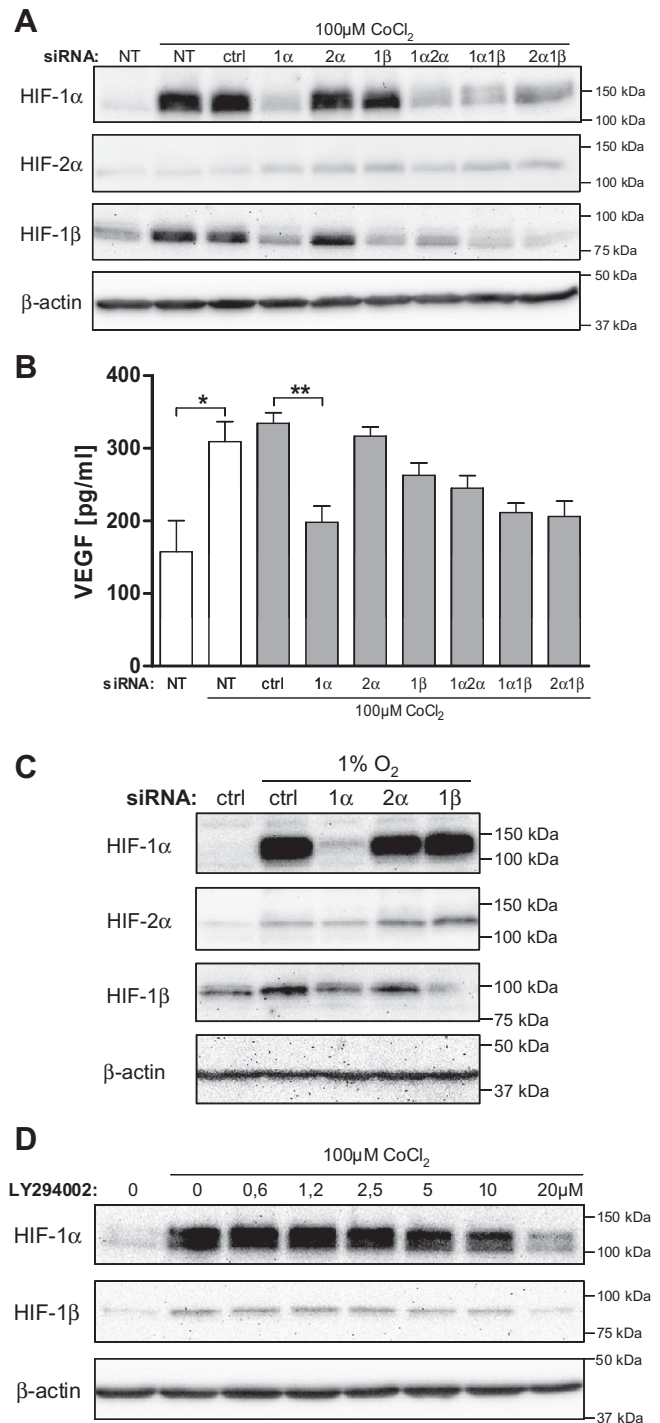 A
100µM CoCl2
siRNA: NT NT ctrl 1α 2α 1β 1α2α 1α1β 2α1β
HIF-1α
150 kDa
100 kDa
HIF-2α
150 kDa
100 kDa
HIF-1β
100 kDa
75 kDa
β-actin
50 kDa
37 kDa
B
VEGF [pg/ml]
400
300
200
100
0
* **
siRNA: NT NT ctrl 1α 2α 1β 1α2α 1α1β 2α1β
100µM CoCl2
C
1% O2
siRNA: ctrl ctrl 1α 2α 1β
HIF-1α
150 kDa
100 kDa
HIF-2α
150 kDa
100 kDa
HIF-1β
100 kDa
75 kDa
β-actin
50 kDa
37 kDa
D
100µM CoCl2
LY294002: 0 0 0,6 1,2 2,5 5 10 20µM
HIF-1α
150 kDa
100 kDa
HIF-1β
100 kDa
75 kDa
β-actin
50 kDa
37 kDa